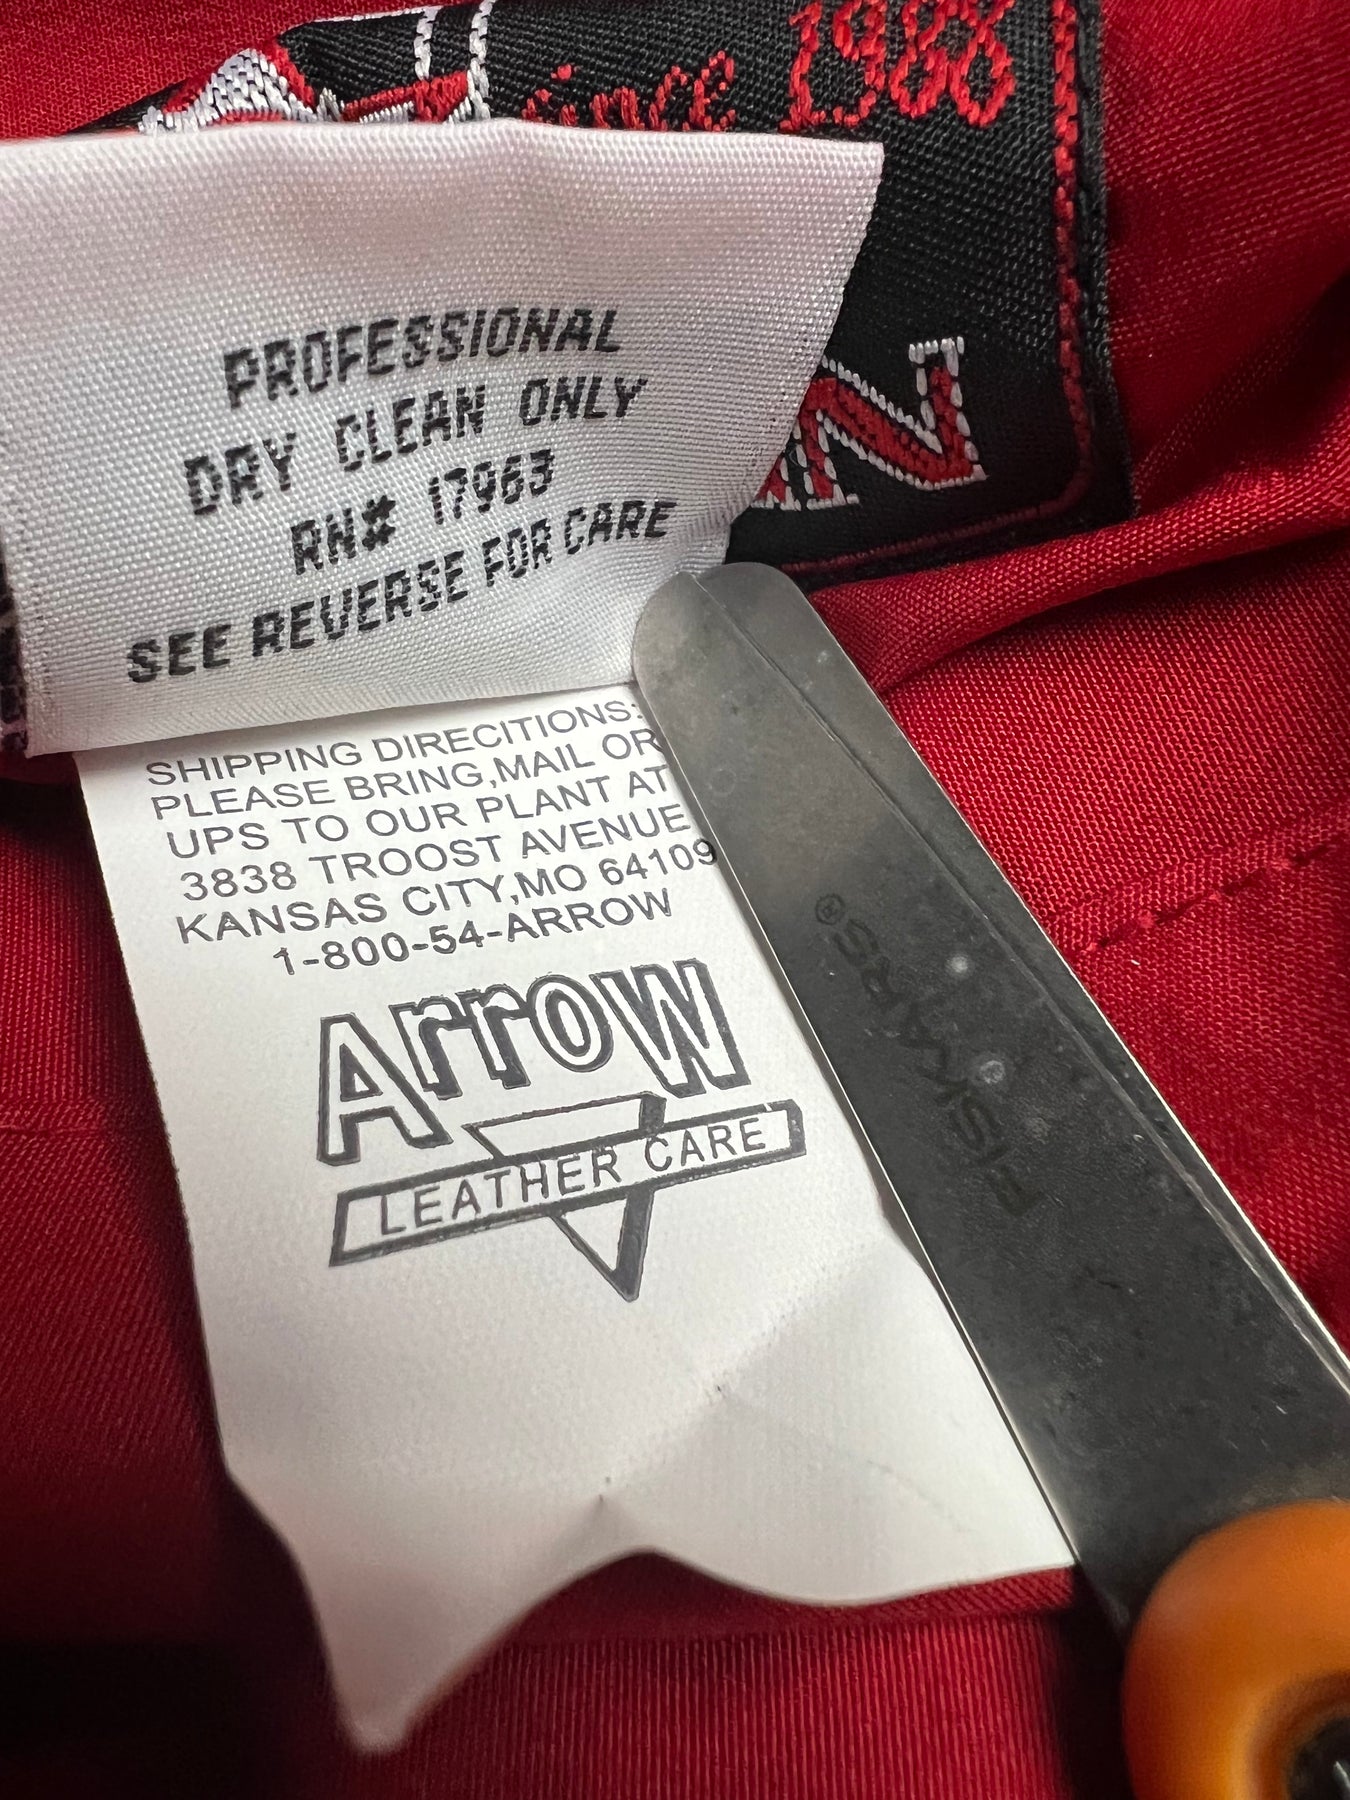 since 1988
PROFESSIONAL
DRY CLEAN ONLY
RN# 17963
SEE REVERSE FOR CARE
SHIPPING DIRECTIONS:
PLEASE BRING,MAIL OR
UPS TO OUR PLANT AT
3838 TROOST AVENUE
KANSAS CITY,MO 64109
1-800-54-ARROW
ArroW
LEATHER CARE
FISKARS®